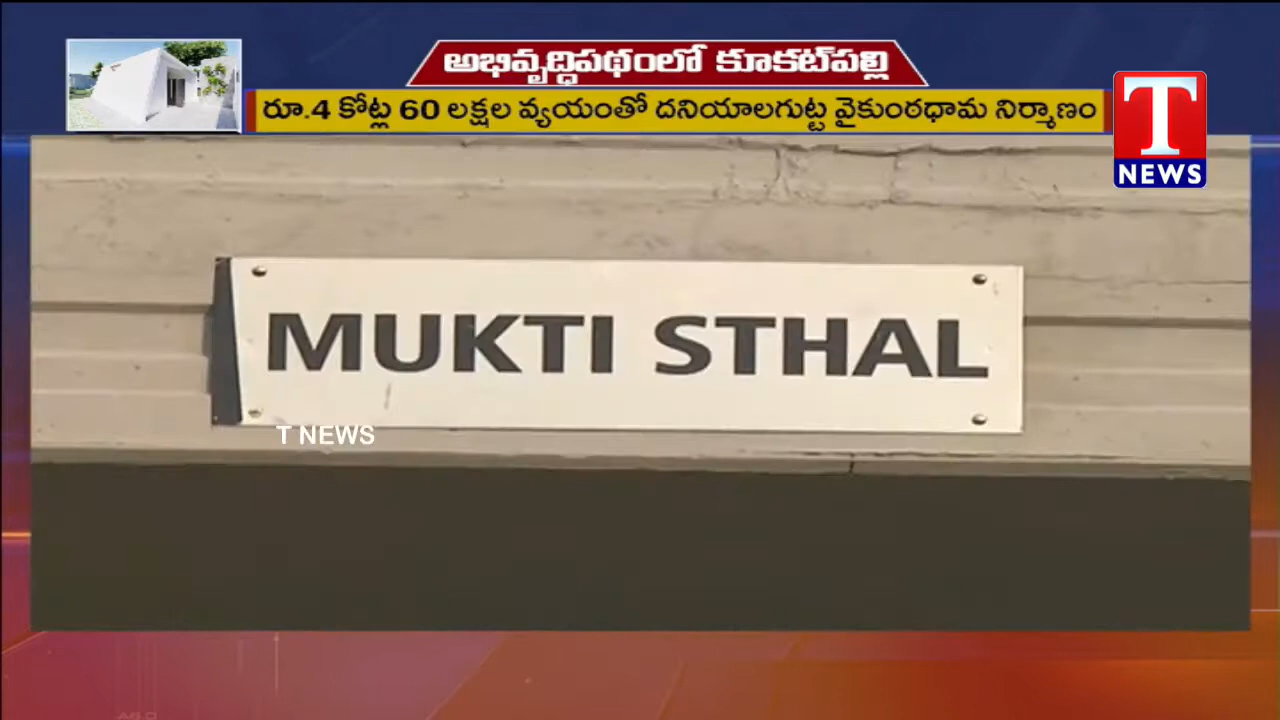 అభివృద్ధిపథంలో కూకట్‌పల్లి
రూ.4 కోట్ల 60 లక్షల వ్యయంతో దనియాలగుట్ట వైకుంఠధామ నిర్మాణం
T
NEWS
MUKTI STHAL
T NEWS